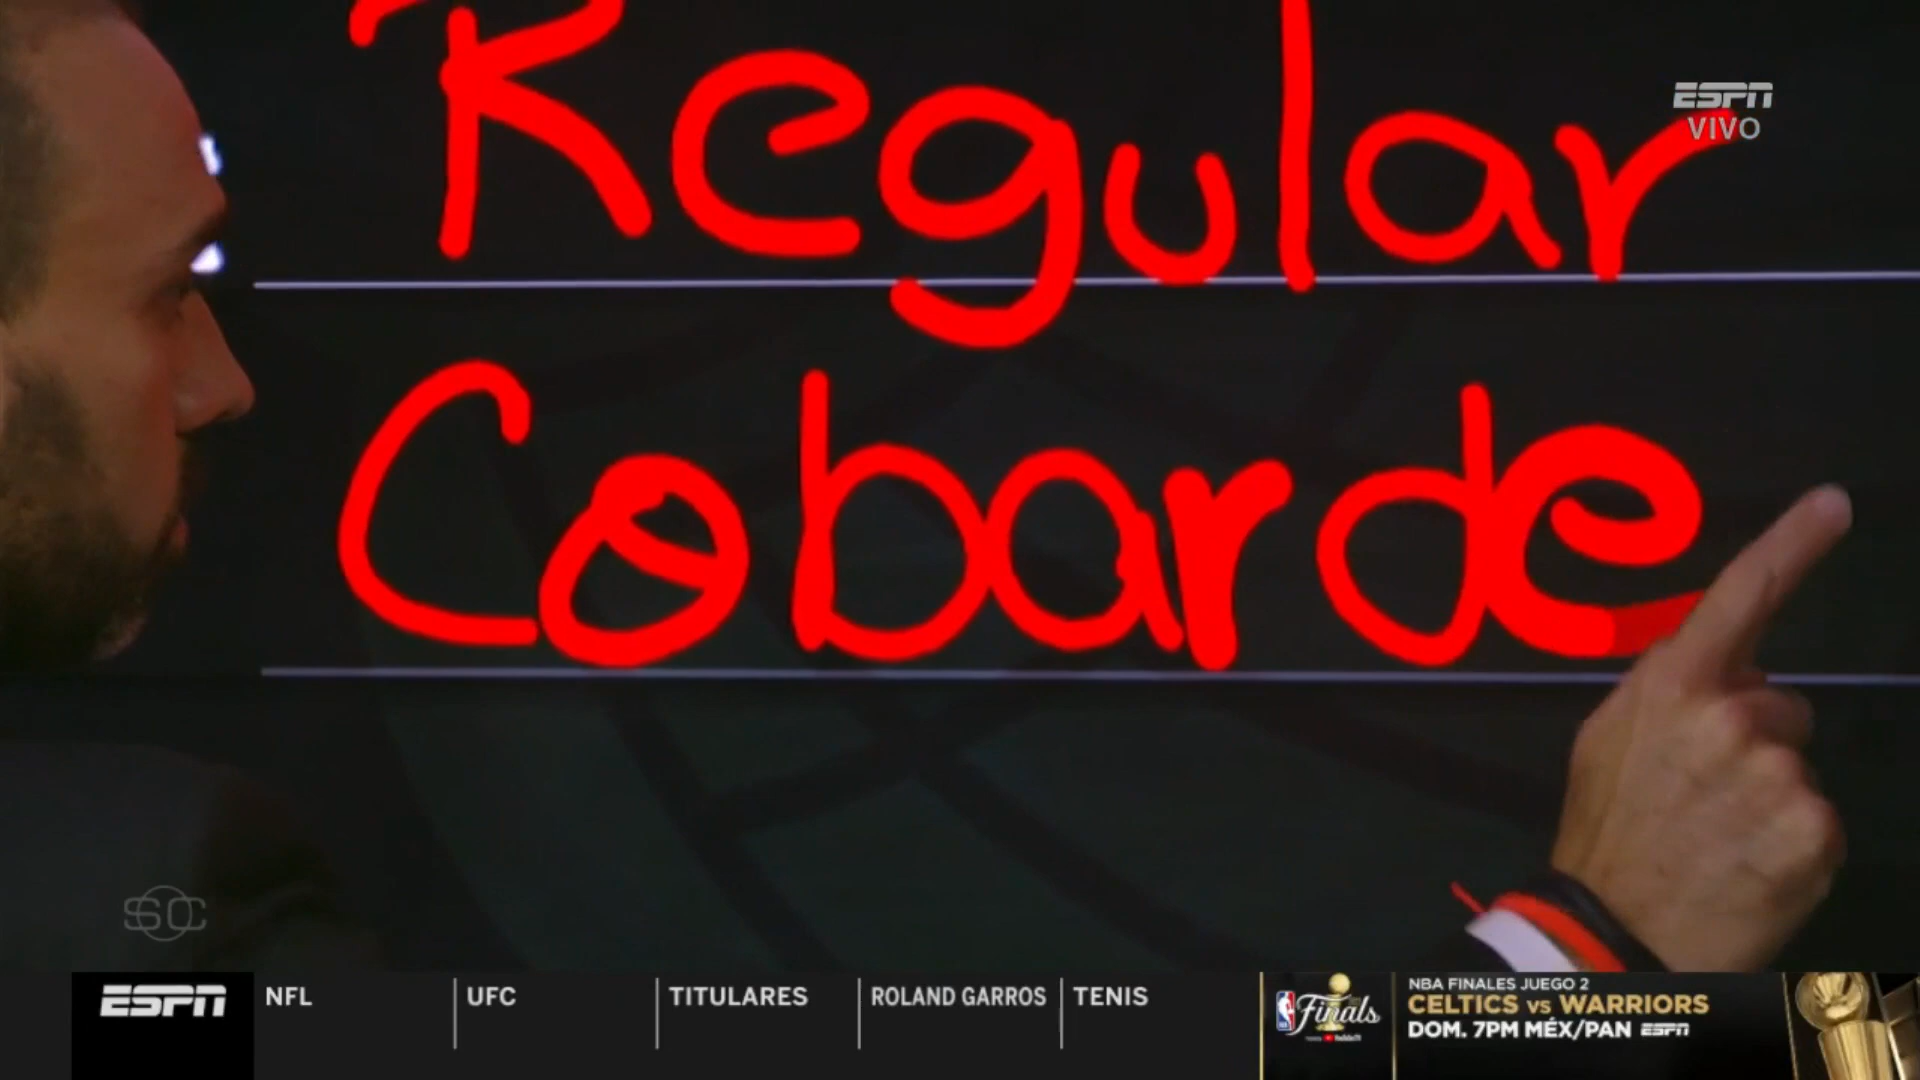 Regular
ESPN
VIVO
Cobarde
SC
ESPN
NFL
UFC
TITULARES
ROLAND GARROS
TENIS
Finals
NBA FINALES JUEGO 2
CELTICS vs WARRIORS
DOM. 7PM MÉX/PAN ESPN